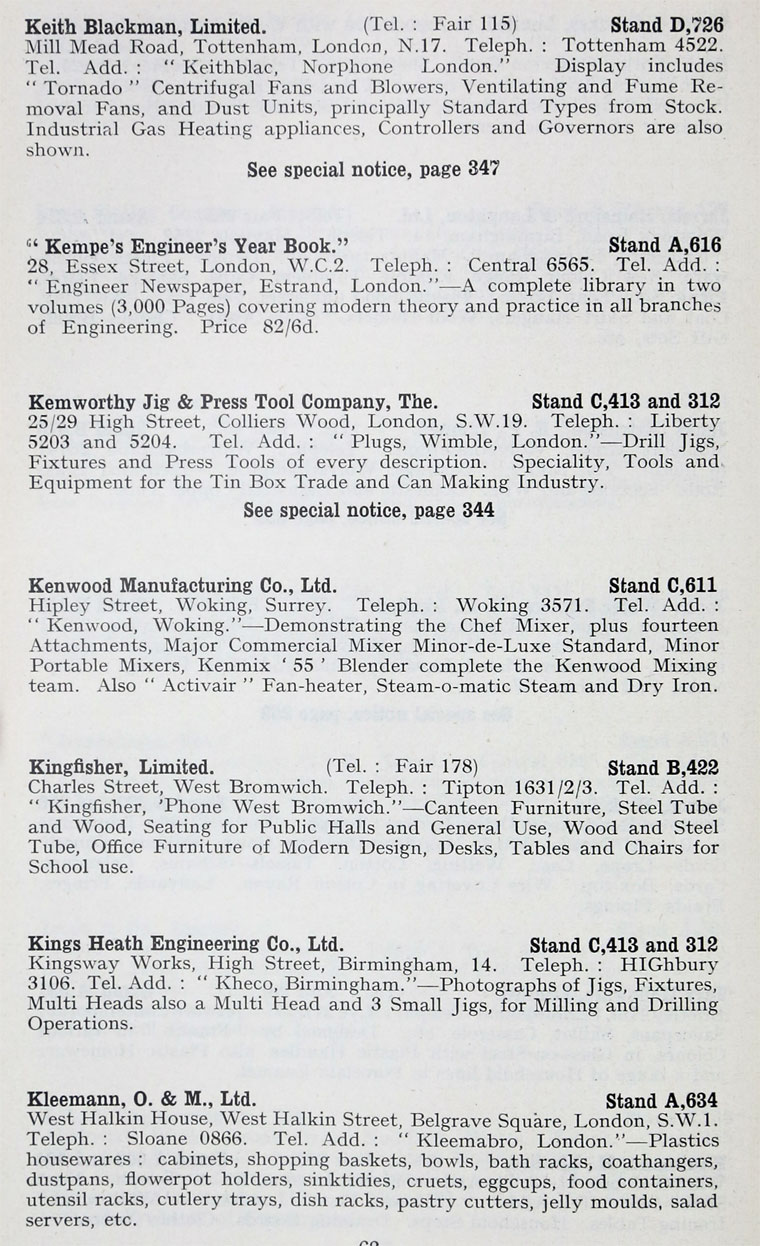 Keith Blackman, Limited. (Tel. : Fair 115) Stand D,726
Mill Mead Road, Tottenham, London, N.17. Teleph. : Tottenham 4522.
Tel. Add. : “ Keithblac, Norphone London.” Display includes
“ Tornado ” Centrifugal Fans and Blowers, Ventilating and Fume Re-
moval Fans, and Dust Units, principally Standard Types from Stock.
Industrial Gas Heating appliances, Controllers and Governors are also
shown.
See special notice, page 347
“ Kempe’s Engineer’s Year Book.” Stand A,616
28, Essex Street, London, W.C.2. Teleph. : Central 6565. Tel. Add. :
“ Engineer Newspaper, Estrand, London.”—A complete library in two
volumes (3,000 Pages) covering modern theory and practice in all branches
of Engineering. Price 82/6d.
Kemworthy Jig & Press Tool Company, The. Stand C,413 and 312
25/29 High Street, Colliers Wood, London, S.W.19. Teleph. : Liberty
5203 and 5204. Tel. Add. : “ Plugs, Wimble, London.”—Drill Jigs,
Fixtures and Press Tools of every description. Speciality, Tools and
Equipment for the Tin Box Trade and Can Making Industry.
See special notice, page 344
Kenwood Manufacturing Co., Ltd. Stand C,611
Hipley Street, Woking, Surrey. Teleph. : Woking 3571. Tel. Add. :
“ Kenwood, Woking.”—Demonstrating the Chef Mixer, plus fourteen
Attachments, Major Commercial Mixer Minor-de-Luxe Standard, Minor
Portable Mixers, Kenmix ‘ 55 ’ Blender complete the Kenwood Mixing
team. Also “ Activair ” Fan-heater, Steam-o-matic Steam and Dry Iron.
Kingfisher, Limited. (Tel. : Fair 178) Stand B,422
Charles Street, West Bromwich. Teleph. : Tipton 1631/2/3. Tel. Add. :
“ Kingfisher, ’Phone West Bromwich.”—Canteen Furniture, Steel Tube
and Wood, Seating for Public Halls and General Use, Wood and Steel
Tube, Office Furniture of Modern Design, Desks, Tables and Chairs for
School use.
Kings Heath Engineering Co., Ltd. Stand C,413 and 312
Kingsway Works, High Street, Birmingham, 14. Teleph. : HIGhbury
3106. Tel. Add. : “ Kheco, Birmingham.”—Photographs of Jigs, Fixtures,
Multi Heads also a Multi Head and 3 Small Jigs, for Milling and Drilling
Operations.
Kleemann, O. & M., Ltd. Stand A,634
West Halkin House, West Halkin Street, Belgrave Square, London, S.W.1.
Teleph. : Sloane 0866. Tel. Add. : “ Kleemabro, London.”—Plastics
housewares : cabinets, shopping baskets, bowls, bath racks, coathangers,
dustpans, flowerpot holders, sinktidies, cruets, eggcups, food containers,
utensil racks, cutlery trays, dish racks, pastry cutters, jelly moulds, salad
servers, etc.